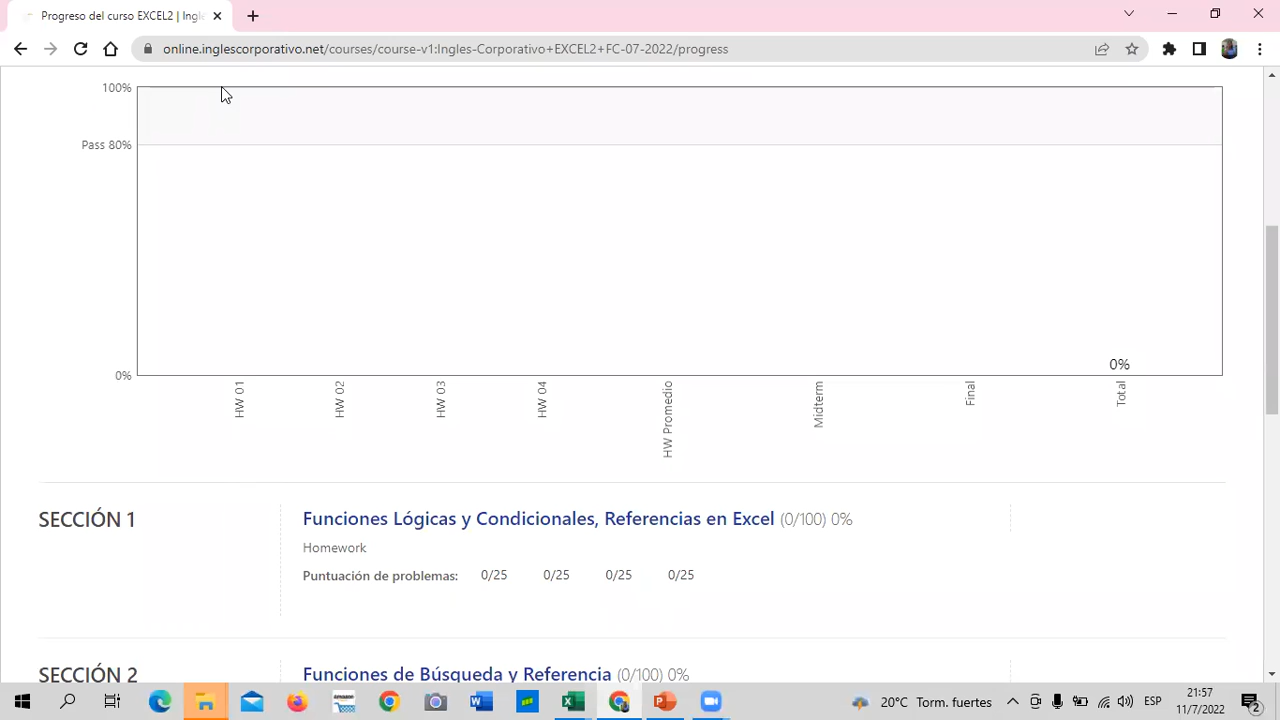 Progreso del curso EXCEL2 | Ingle
online.inglescorporativo.net/courses/course-v1:Ingles-Corporativo+EXCEL2+FC-07-2022/progress
100%
Pass 80%
0%
0%
HW 01
HW 02
HW 03
HW 04
HW Promedio
Midterm
Final
Total
SECCIÓN 1
Funciones Lógicas y Condicionales, Referencias en Excel (0/100) 0%
Homework
Puntuación de problemas: 0/25 0/25 0/25 0/25
SECCIÓN 2
Funciones de Búsqueda y Referencia (0/100) 0%
20°C Torm. fuertes
ESP
21:57
11/7/2022
2